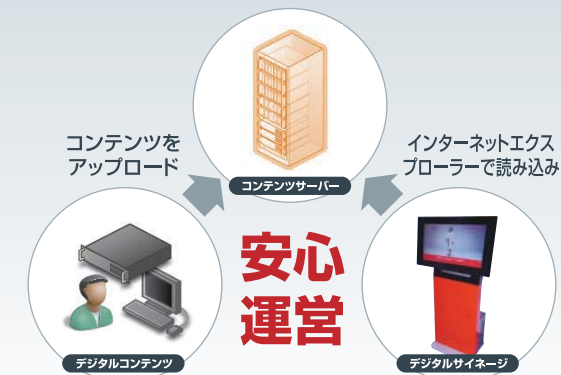 コンテンツサーバー
コンテンツを
アップロード
インターネットエクス
プローラーで読み込み
安心
運営
デジタルコンテンツ
デジタルサイネージ